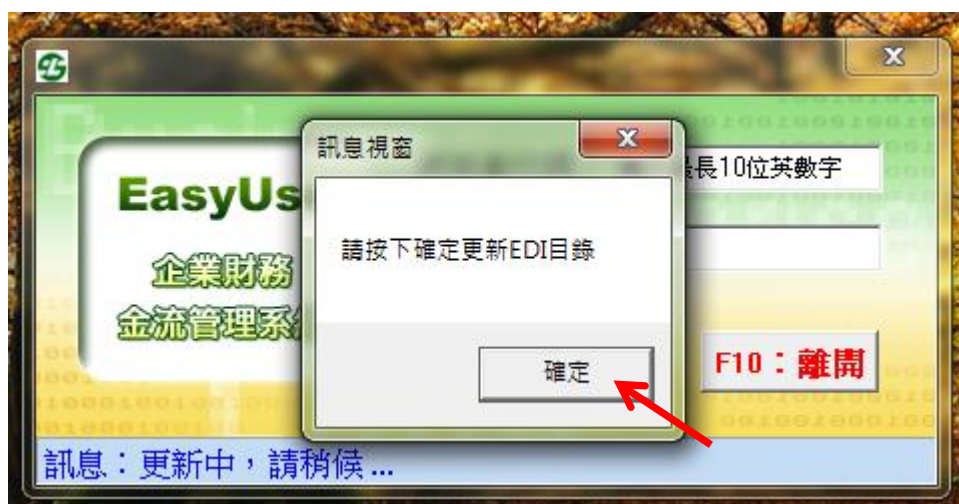 訊息視窗
長10位英數字
EasyUs
請按下確定更新EDI目錄
企業財務
金流管理系
確定
F10：離開
訊息：更新中，請稍候...